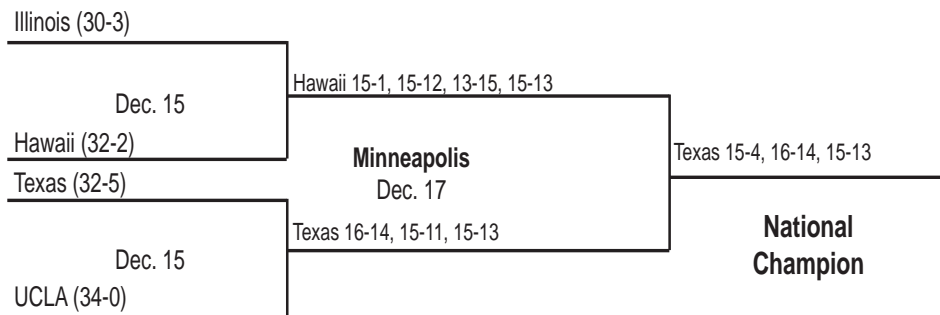 Illinois (30-3)
Hawaii 15-1, 15-12, 13-15, 15-13
Dec. 15
Hawaii (32-2)
Minneapolis
Dec. 17
Texas 15-4, 16-14, 15-13
Texas (32-5)
Texas 16-14, 15-11, 15-13
National
Champion
Dec. 15
UCLA (34-0)